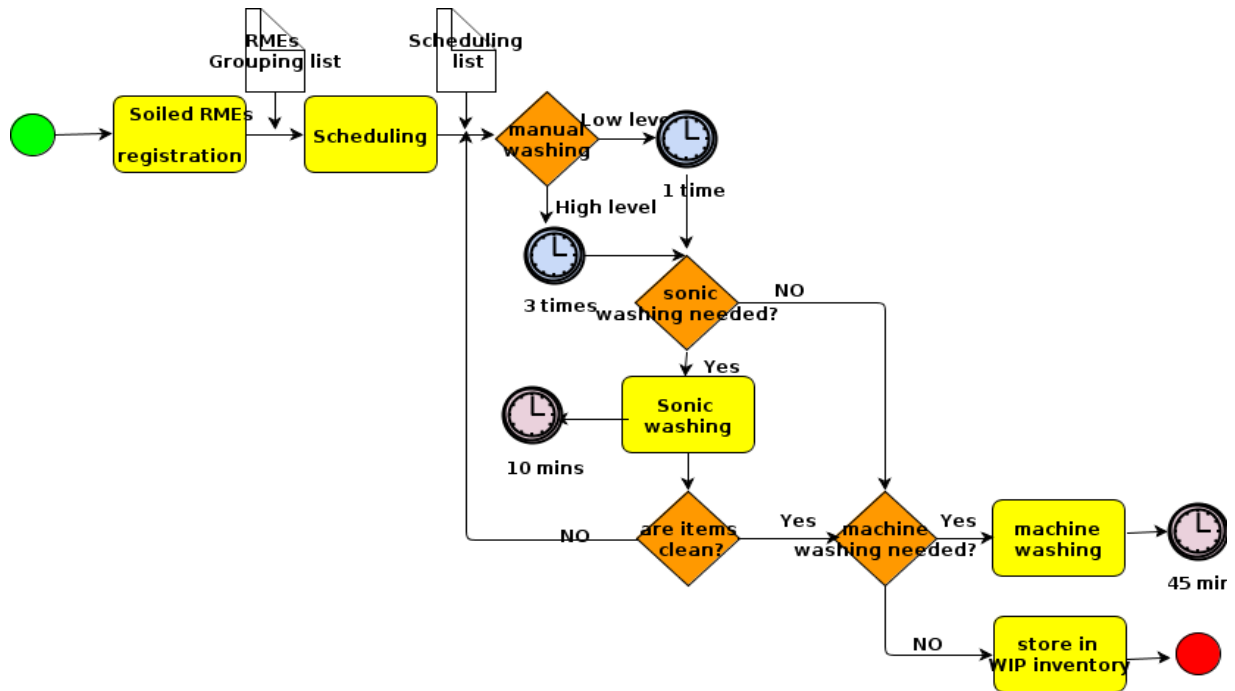 RMEs
Grouping list
Scheduling
list
Soiled RMEs
registration
Scheduling
manual
washing
Low leve
1 time
High level
3 times
sonic
washing needed?
NO
Yes
Sonic
washing
10 mins
are items
clean?
NO
Yes
machine
washing needed?
Yes
machine
washing
45 mir
NO
store in
WIP inventory